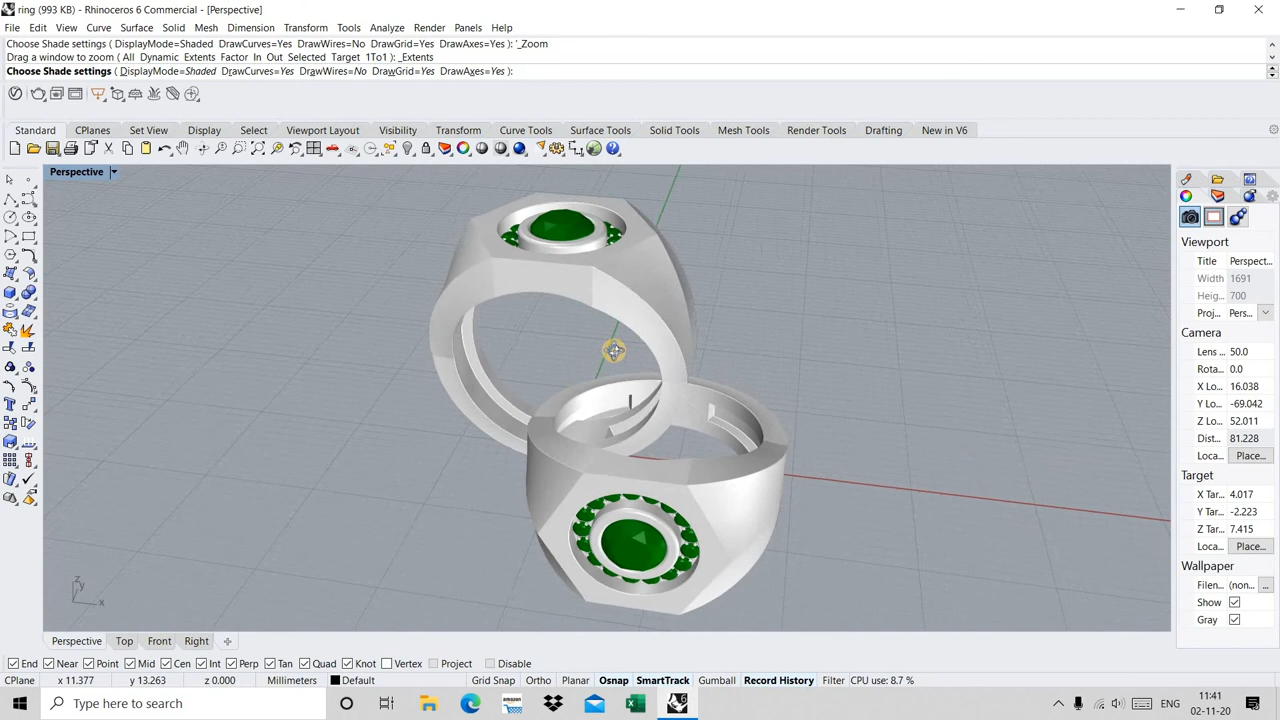 ring (993 KB) - Rhinoceros 6 Commercial - [Perspective]
File Edit View Curve Surface Solid Mesh Dimension Transform Tools Analyze Render Panels Help
Choose Shade settings ( DisplayMode=Shaded DrawCurves=Yes DrawWires=No DrawGrid=Yes DrawAxes=Yes ): '_Zoom
Drag a window to zoom ( All Dynamic Extents Factor In Out Selected Target 1To1 ): _Extents
Choose Shade settings ( DisplayMode=Shaded DrawCurves=Yes DrawWires=No DrawGrid=Yes DrawAxes=Yes ):
Standard CPlanes Set View Display Select Viewport Layout Visibility Transform Curve Tools Surface Tools Solid Tools Mesh Tools Render Tools Drafting New in V6
Perspective
Viewport
Title Perspect...
Width 1691
Heig... 700
Proj... Pers...
Camera
Lens ... 50.0
Rota... 0.0
X Lo... 16.038
Y Lo... -69.042
Z Lo... 52.011
Dist... 81.228
Loca... Place...
Target
X Tar... 4.017
Y Tar... -2.223
Z Tar... 7.415
Loca... Place...
Wallpaper
Filen... (non... ...
Show
Gray
z
y
x
Perspective Top Front Right
End Near Point Mid Cen Int Perp Tan Quad Knot Vertex Project Disable
CPlane x 11.377 y 13.263 z 0.000 Millimeters Default Grid Snap Ortho Planar Osnap SmartTrack Gumball Record History Filter CPU use: 8.7 %
Type here to search
amazon
6
ENG
11:41
02-11-20